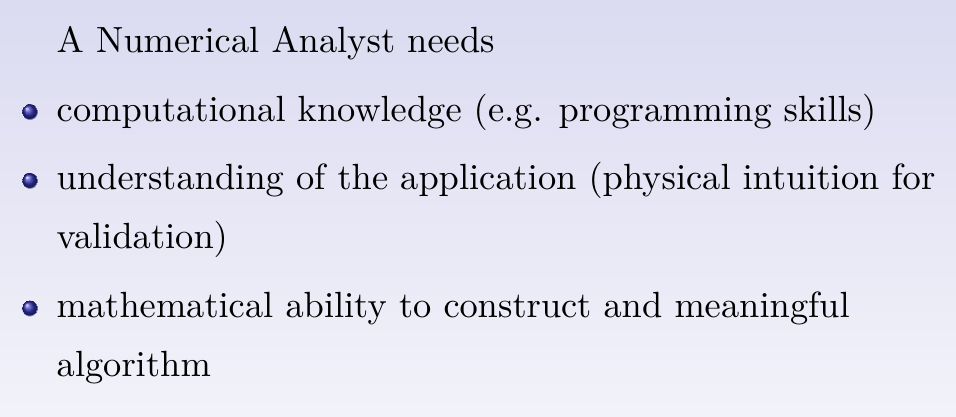 A Numerical Analyst needs
computational knowledge (e.g. programming skills)
understanding of the application (physical intuition for
validation)
mathematical ability to construct and meaningful
algorithm